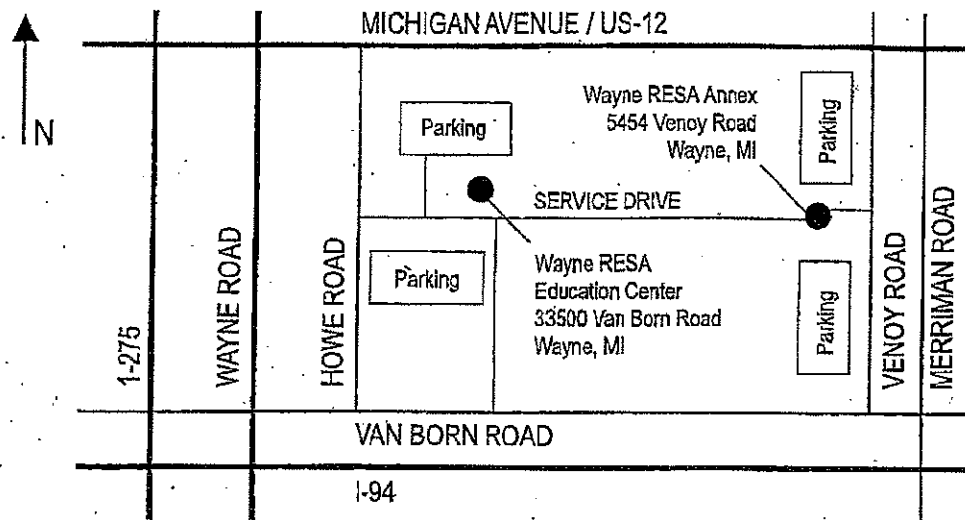 MICHIGAN AVENUE / US-12
N
Parking
Wayne RESA Annex
5454 Venoy Road
Wayne, MI
Parking
SERVICE DRIVE
1-275
WAYNE ROAD
HOWE ROAD
Parking
Wayne RESA
Education Center
33500 Van Born Road
Wayne, MI
Parking
VENOY ROAD
MERRIMAN ROAD
VAN BORN ROAD
I-94